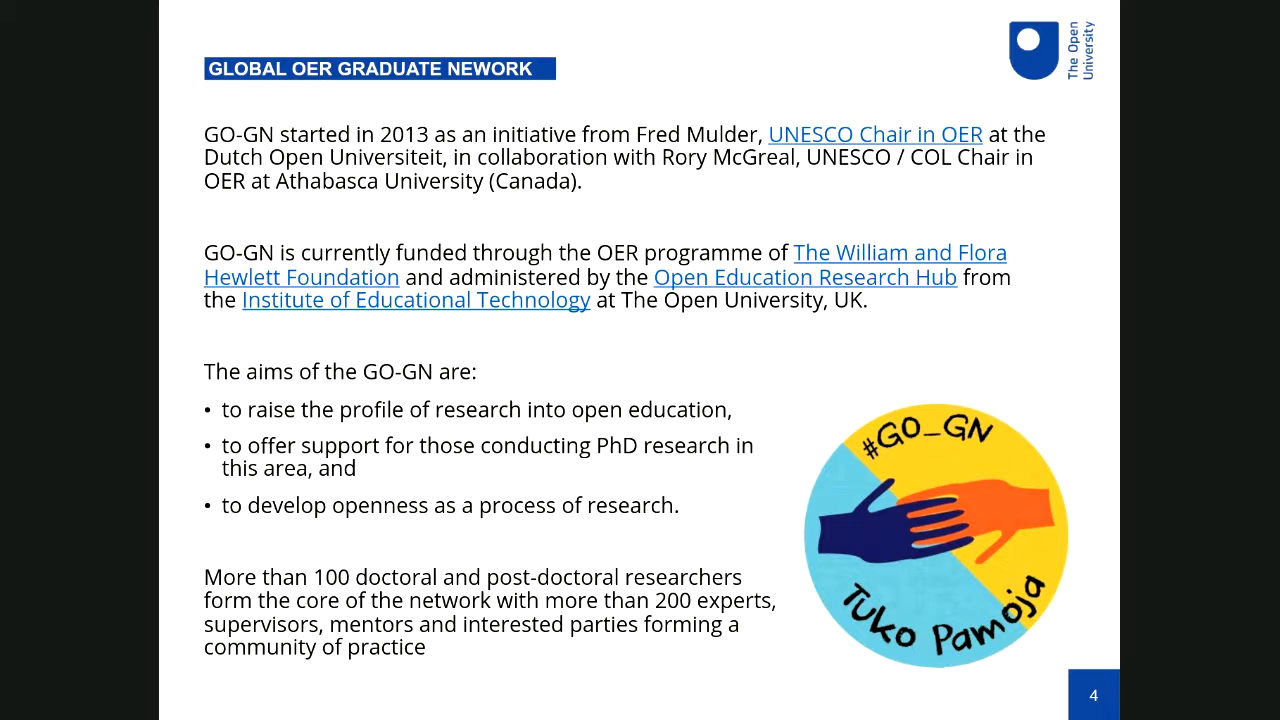 The Open
University
GLOBAL OER GRADUATE NEWORK
GO-GN started in 2013 as an initiative from Fred Mulder, UNESCO Chair in OER at the
Dutch Open Universiteit, in collaboration with Rory McGreal, UNESCO / COL Chair in
OER at Athabasca University (Canada).
GO-GN is currently funded through the OER programme of The William and Flora
Hewlett Foundation and administered by the Open Education Research Hub from
the Institute of Educational Technology at The Open University, UK.
The aims of the GO-GN are:
• to raise the profile of research into open education,
• to offer support for those conducting PhD research in
this area, and
• to develop openness as a process of research.
More than 100 doctoral and post-doctoral researchers
form the core of the network with more than 200 experts,
supervisors, mentors and interested parties forming a
community of practice
#GO_GN
Tuko Pamoja
4